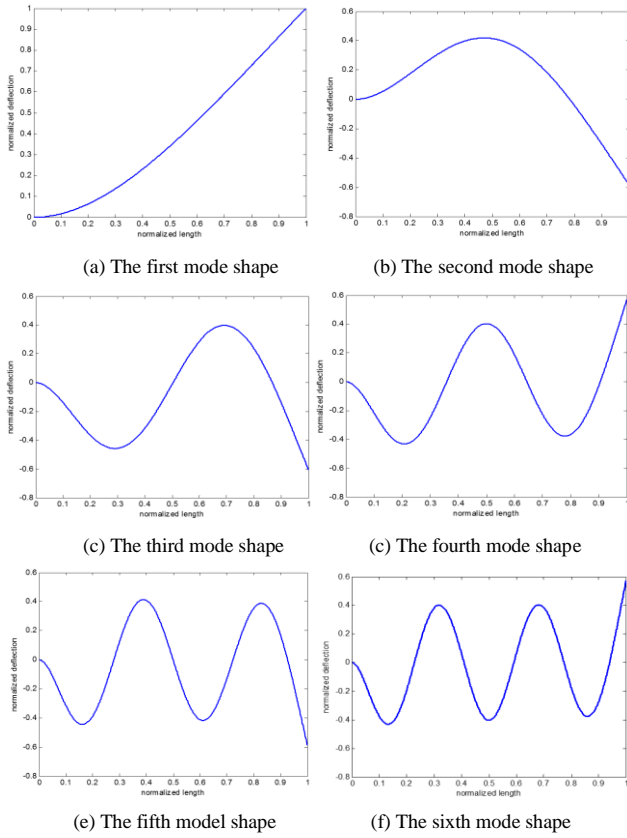 1
0.9
0.8
0.7
0.6
0.5
0.4
0.3
0.2
0.1
0
normalized deflection
0 0.1 0.2 0.3 0.4 0.5 0.6 0.7 0.8 0.9 1
normalized length
(a) The first mode shape
0.6
0.4
0.2
0
-0.2
-0.4
-0.6
-0.8
normalized deflection
0 0.1 0.2 0.3 0.4 0.5 0.6 0.7 0.8 0.9
normalized length
(b) The second mode shape
0.6
0.4
0.2
0
-0.2
-0.4
-0.6
-0.8
normalized deflection
0 0.1 0.2 0.3 0.4 0.5 0.6 0.7 0.8 0.9 1
normalized length
(c) The third mode shape
0.6
0.4
0.2
0
-0.2
-0.4
-0.6
-0.8
normalized deflection
0 0.1 0.2 0.3 0.4 0.5 0.6 0.7 0.8 0.9 1
normalized length
(c) The fourth mode shape
0.6
0.4
0.2
0
-0.2
-0.4
-0.6
-0.8
normalized deflection
0 0.1 0.2 0.3 0.4 0.5 0.6 0.7 0.8 0.9 1
normalized length
(e) The fifth model shape
0.6
0.4
0.2
0
-0.2
-0.4
-0.6
-0.8
normalized deflection
0 0.1 0.2 0.3 0.4 0.5 0.6 0.7 0.8 0.9 1
normalized length
(f) The sixth mode shape